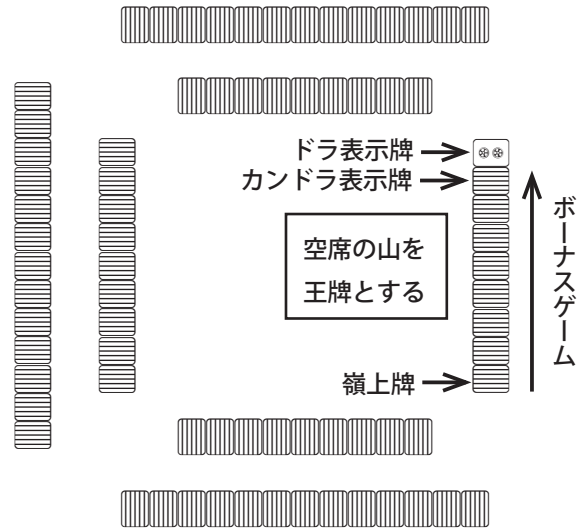 ドラ表示牌
カンドラ表示牌
空席の山を
王牌とする
嶺上牌
ボーナスゲーム